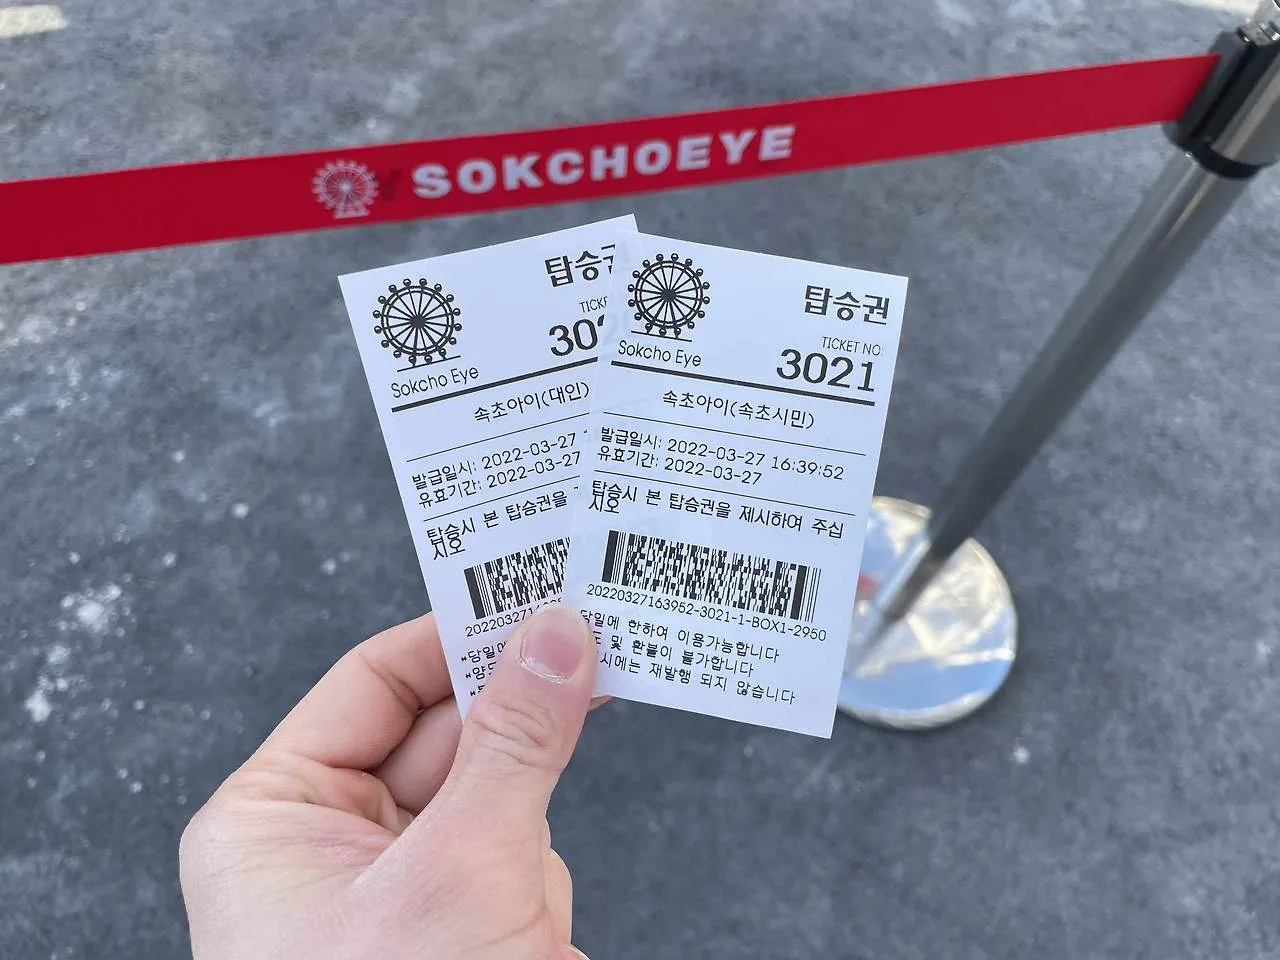 SOKCHOEYE
탑승
Sokcho Eye
속초아이(대인)
발급일시: 2022-03-27
유효기간: 2022-03-27
탑승시 본 탑승권을
시오
탑승권
TICKET NO:
3021
Sokcho Eye
속초아이(속초시민)
발급일시: 2022-03-27 16:39:52
유효기간: 2022-03-27
탑승시 본 탑승권을 제시하여 주십
시오
20220327163952-3021-1-BOX1-2950
당일에 한하여 이용가능합니다
및 환불이 불가합니다
시에는 재발행 되지 않습니다